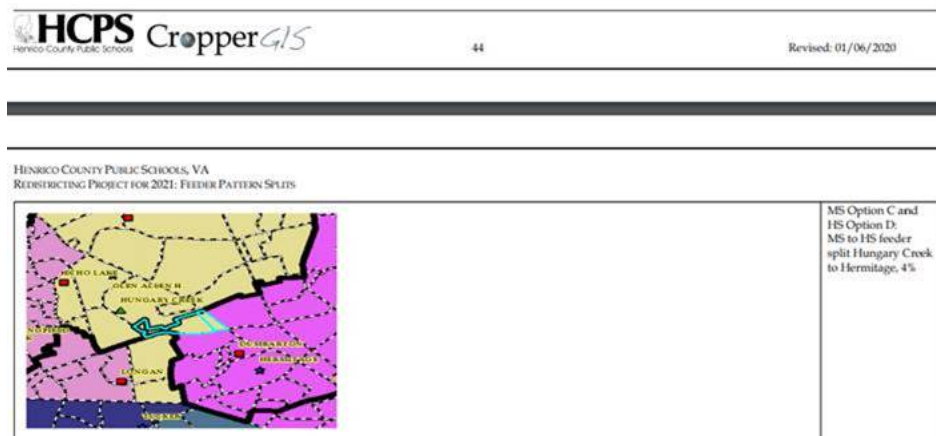 HCPS
Henrico County Public Schools
Cropper GIS
44
Revised: 01/06/2020
HENRICO COUNTY PUBLIC SCHOOLS, VA
REDISTRICTING PROJECT FOR 2021: FEEDER PATTERN SPLITS
ECHO LAKE
GLEN ALLEN H
HUNGARY CREEK
DUMBARTON
HERMITAGE
LONGAN
MS Option C and
HS Option D:
MS to HS feeder
split Hungary Creek
to Hermitage, 4%